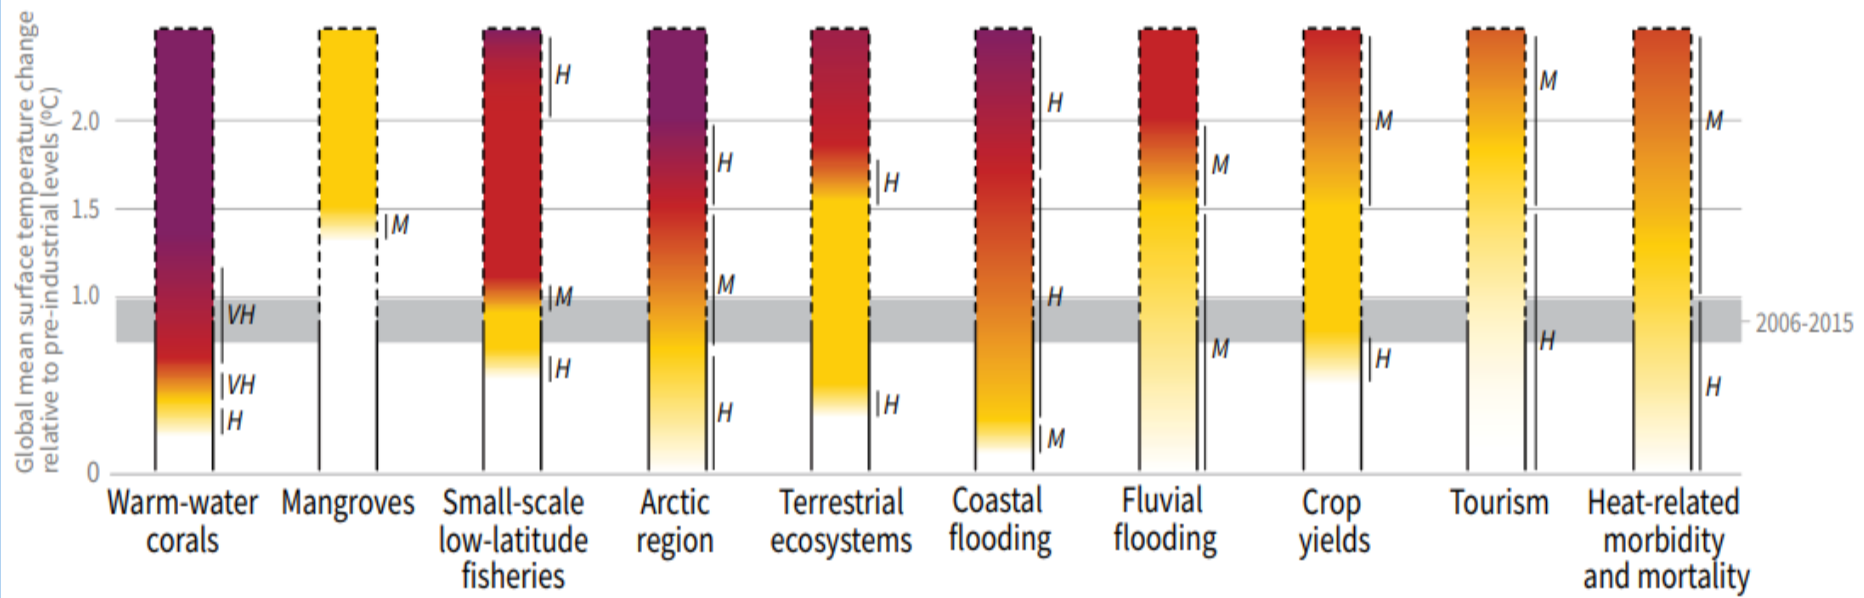 Global mean surface temperature change
relative to pre-industrial levels (ºC)
2.0
1.5
1.0
0
2006-2015
VH
VH
H
M
H
M
H
H
M
H
H
H
H
H
M
M
M
M
H
M
H
M
H
Warm-water
corals
Mangroves
Small-scale
low-latitude
fisheries
Arctic
region
Terrestrial
ecosystems
Coastal
flooding
Fluvial
flooding
Crop
yields
Tourism
Heat-related
morbidity
and mortality